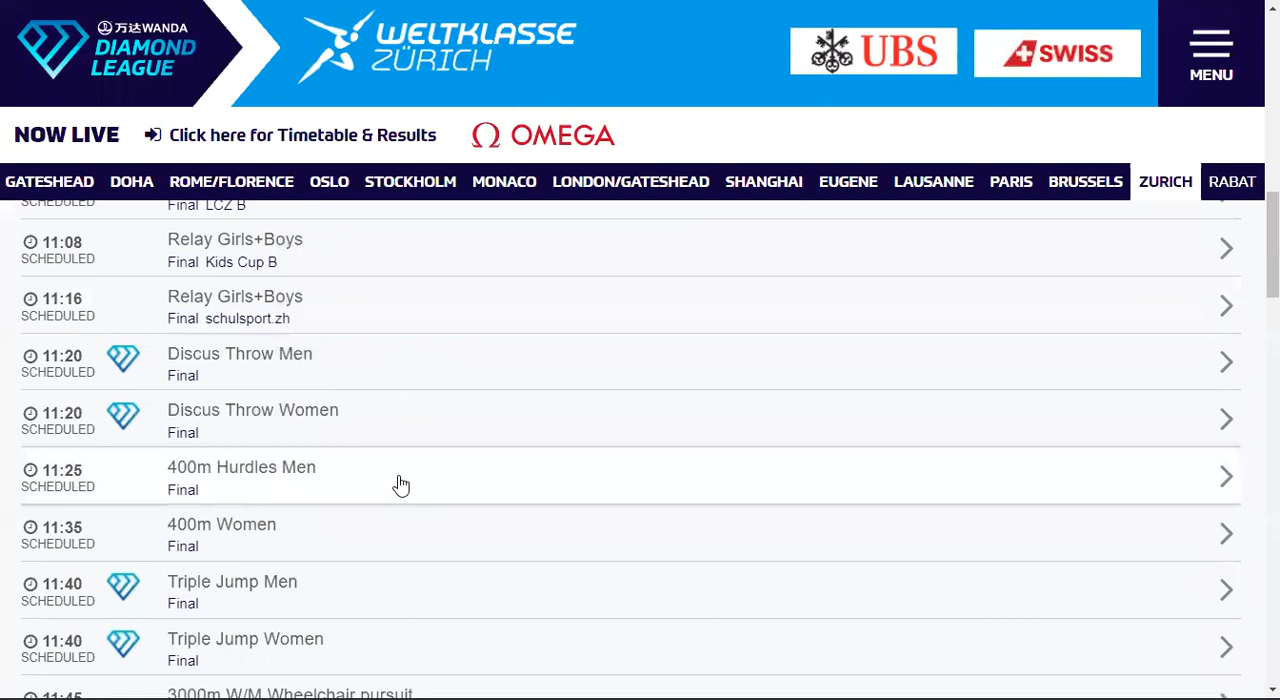 万达WANDA
DIAMOND
LEAGUE
WELTKLASSE
ZÜRICH
UBS
SWISS
MENU
NOW LIVE Click here for Timetable & Results Ω OMEGA
GATESHEAD DOHA ROME/FLORENCE OSLO STOCKHOLM MONACO LONDON/GATESHEAD SHANGHAI EUGENE LAUSANNE PARIS BRUSSELS ZURICH RABAT
SCHEDULED Final LCZ B
11:08 Relay Girls+Boys
SCHEDULED Final Kids Cup B
11:16 Relay Girls+Boys
SCHEDULED Final schulsport.zh
11:20 Discus Throw Men
SCHEDULED Final
11:20 Discus Throw Women
SCHEDULED Final
11:25 400m Hurdles Men
SCHEDULED Final
11:35 400m Women
SCHEDULED Final
11:40 Triple Jump Men
SCHEDULED Final
11:40 Triple Jump Women
SCHEDULED Final
11:45 3000m W/M Wheelchair pursuit